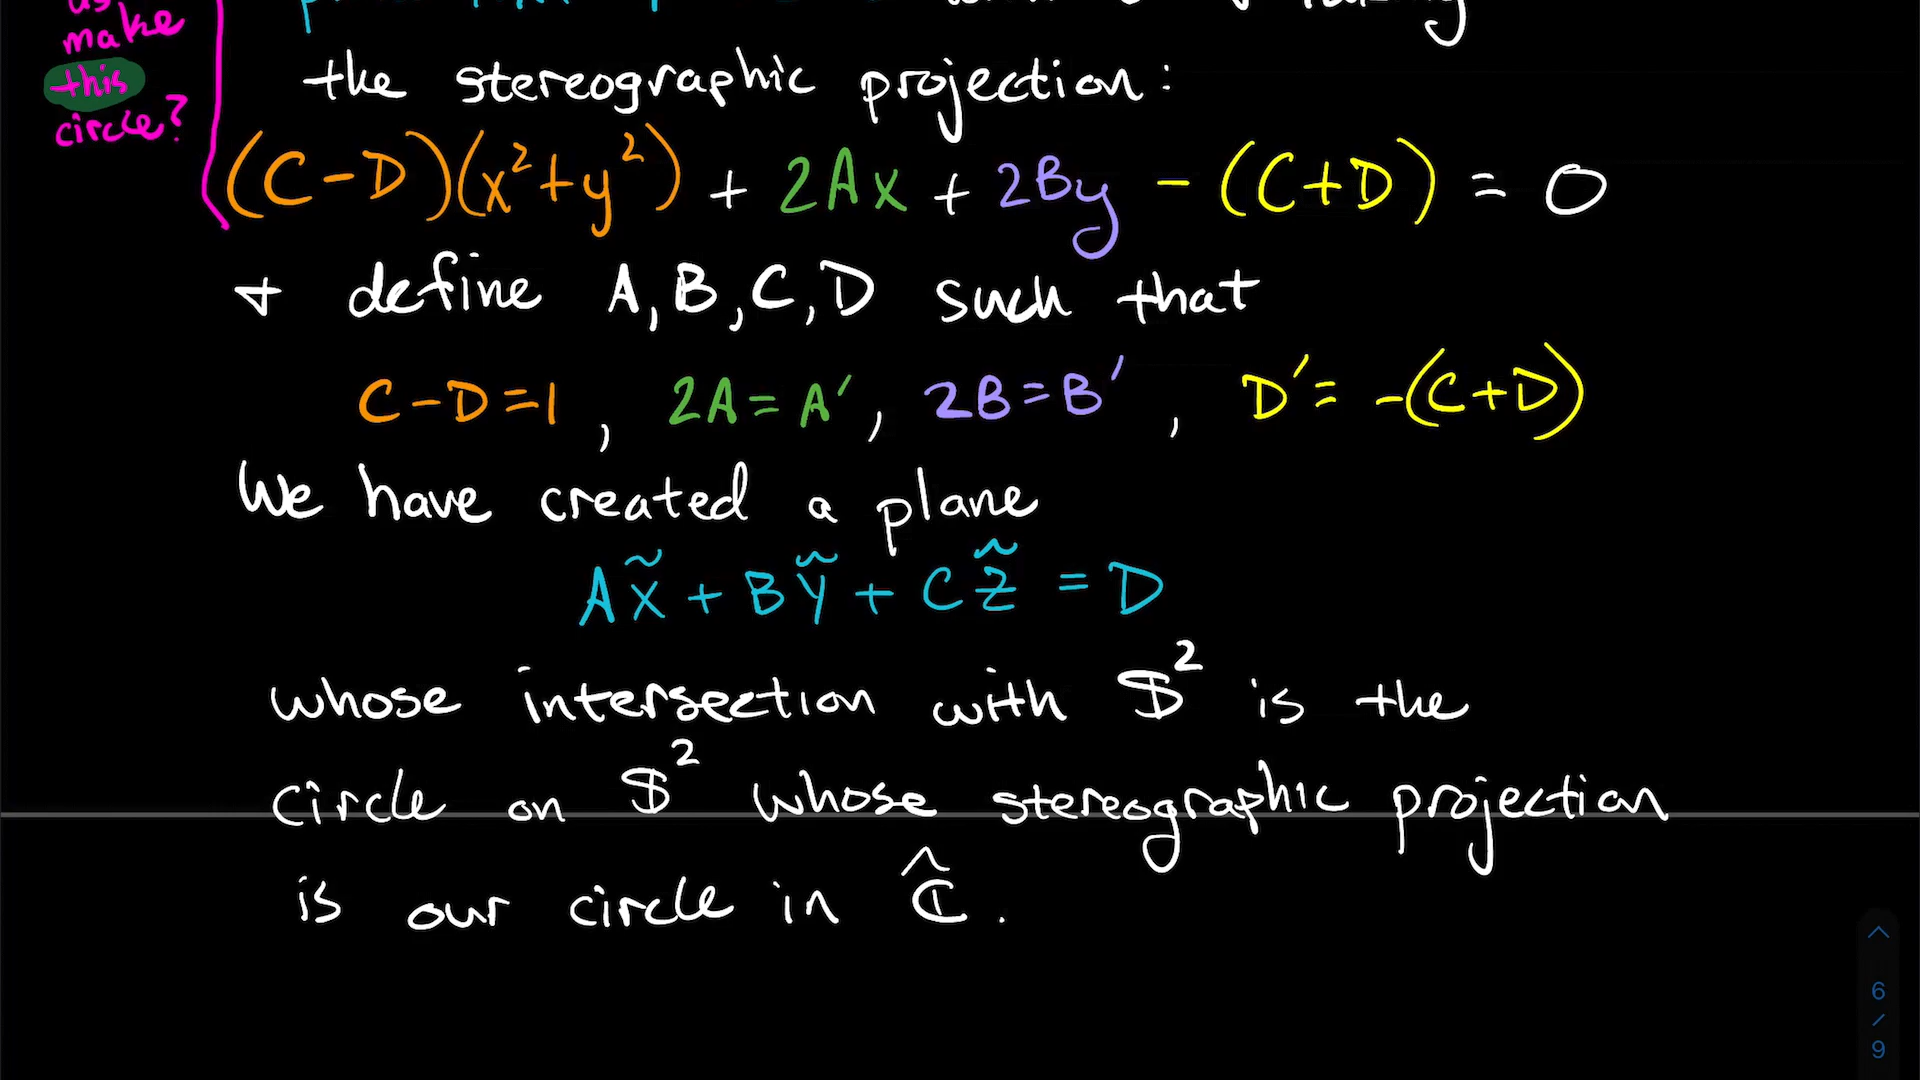 make
this
circle?
the stereographic projection:
(C-D)(x²+y²) + 2Ax + 2By - (C+D) = 0
& define A, B, C, D such that
C-D=1, 2A=A', 2B=B', D'= -(C+D)
We have created a plane
Ax̃ + Bỹ + Cz̃ = D
whose intersection with 𝕊² is the
circle on 𝕊² whose stereographic projection
is our circle in ℂ̂.
6
/
9